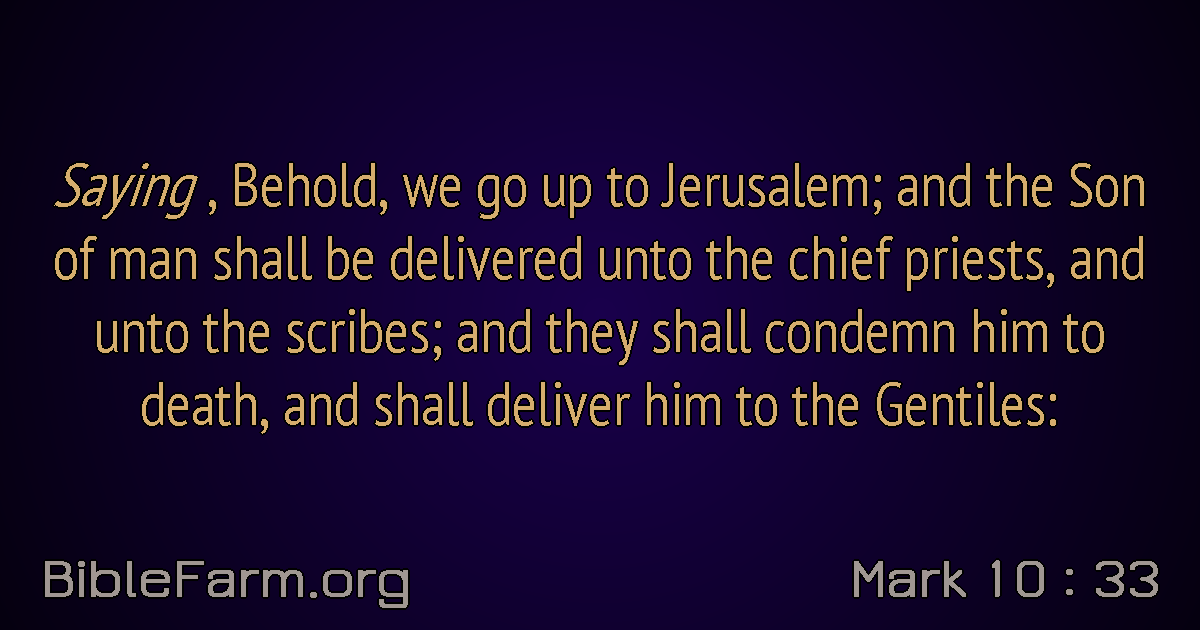 Saying , Behold, we go up to Jerusalem; and the Son
of man shall be delivered unto the chief priests, and
unto the scribes; and they shall condemn him to
death, and shall deliver him to the Gentiles:
BibleFarm.org
Mark 10 : 33